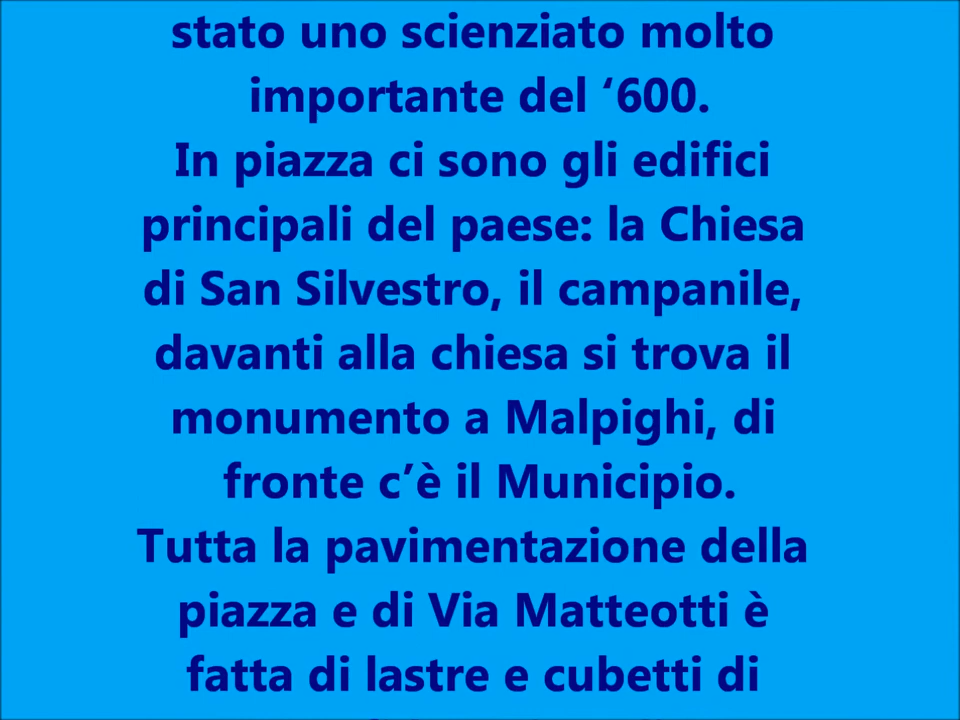 stato uno scienziato molto
importante del ‘600.
In piazza ci sono gli edifici
principali del paese: la Chiesa
di San Silvestro, il campanile,
davanti alla chiesa si trova il
monumento a Malpighi, di
fronte c’è il Municipio.
Tutta la pavimentazione della
piazza e di Via Matteotti è
fatta di lastre e cubetti di